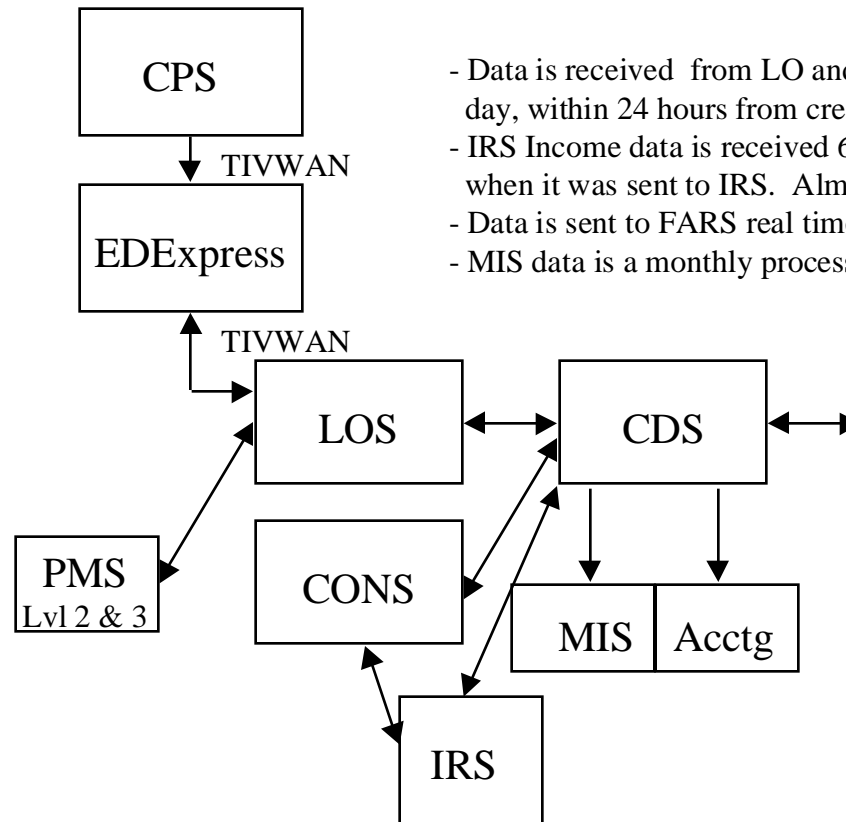 CPS
- Data is received from LO and
day, within 24 hours from cre
- IRS Income data is received 6
when it was sent to IRS. Alm
- Data is sent to FARS real time
- MIS data is a monthly process
TIVWAN
EDExpress
TIVWAN
LOS
CDS
PMS
Lvl 2 & 3
CONS
MIS
Acctg
IRS